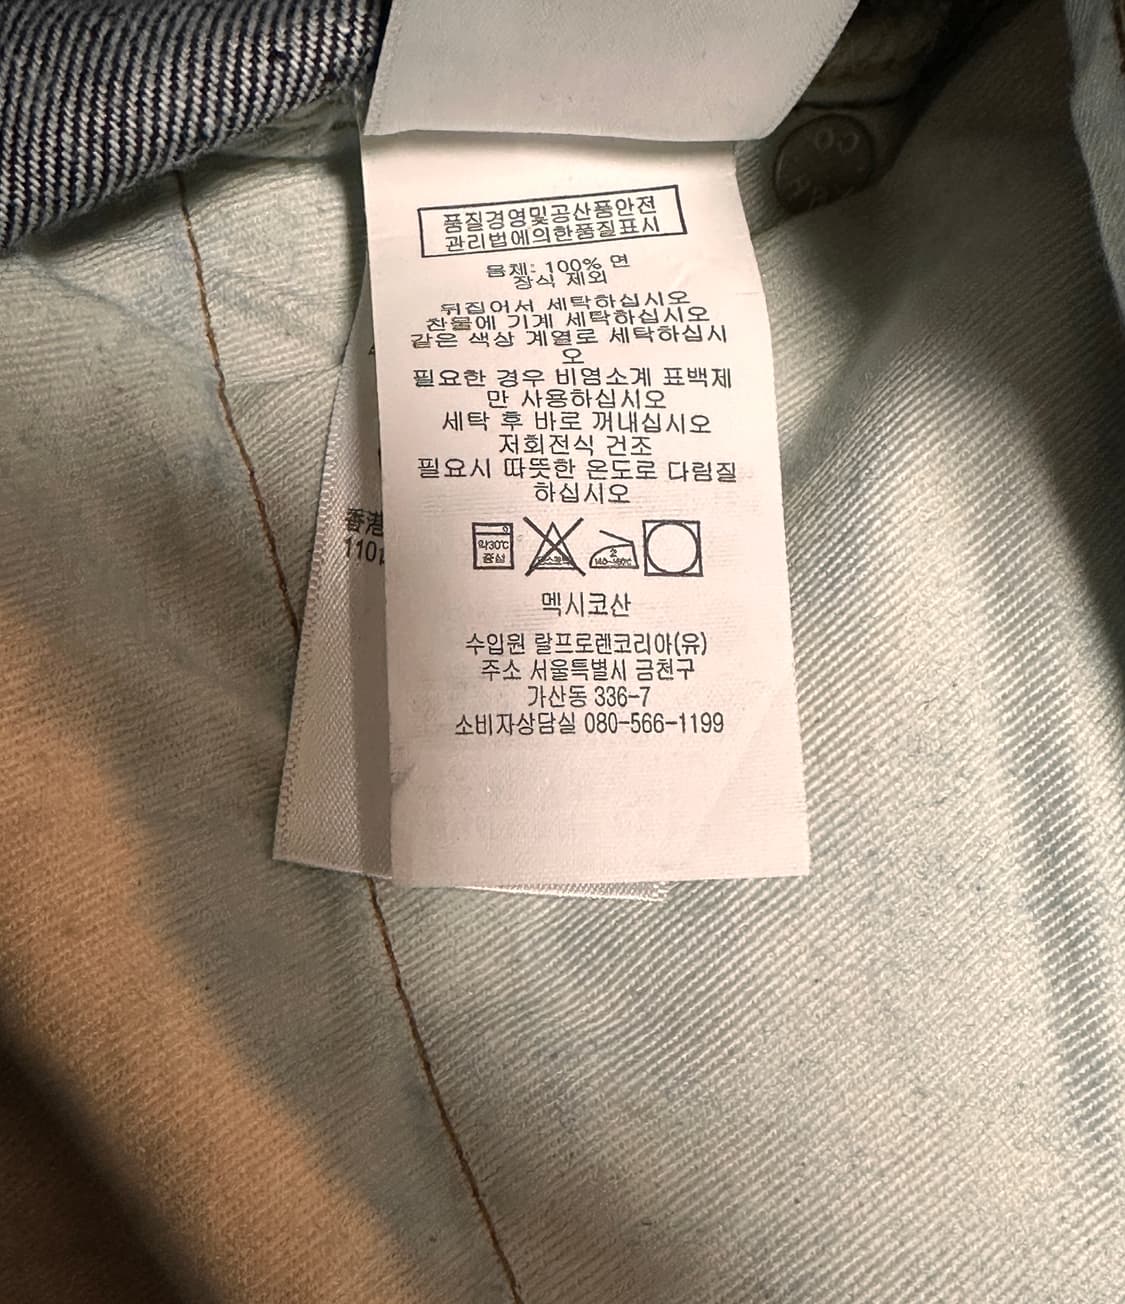 품질경영및공산품안전
관리법에의한품질표시
몸체: 100% 면
장식 제외
뒤집어서 세탁하십시오
찬물에 기계 세탁하십시오
같은 색상 계열로 세탁하십시
오
필요한 경우 비염소계 표백제
만 사용하십시오
세탁 후 바로 꺼내십시오
저회전식 건조
필요시 따뜻한 온도로 다림질
하십시오
약30℃
중성
2
멕시코산
수입원 랄프로렌코리아(유)
주소 서울특별시 금천구
가산동 336-7
소비자상담실 080-566-1199
香港
110